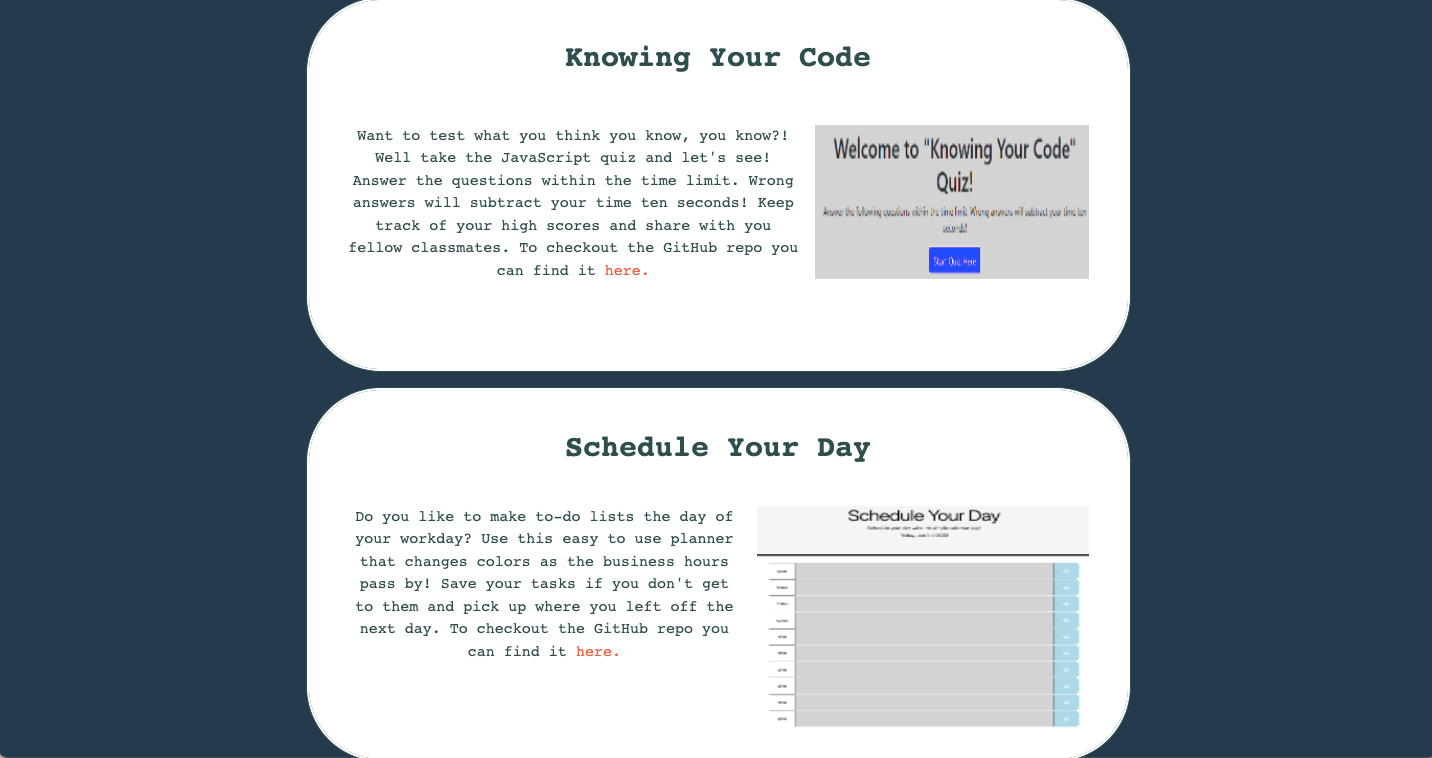 Knowing Your Code
Want to test what you think you know, you know?!
Well take the JavaScript quiz and let's see!
Answer the questions within the time limit. Wrong
answers will subtract your time ten seconds! Keep
track of your high scores and share with you
fellow classmates. To checkout the GitHub repo you
can find it here.
Welcome to "Knowing Your Code"
Quiz!
Answer the following questions within the time limit. Wrong answers will subtract your time ten
seconds!
Start Quiz Here
Schedule Your Day
Do you like to make to-do lists the day of
your workday? Use this easy to use planner
that changes colors as the business hours
pass by! Save your tasks if you don't get
to them and pick up where you left off the
next day. To checkout the GitHub repo you
can find it here.
Schedule Your Day